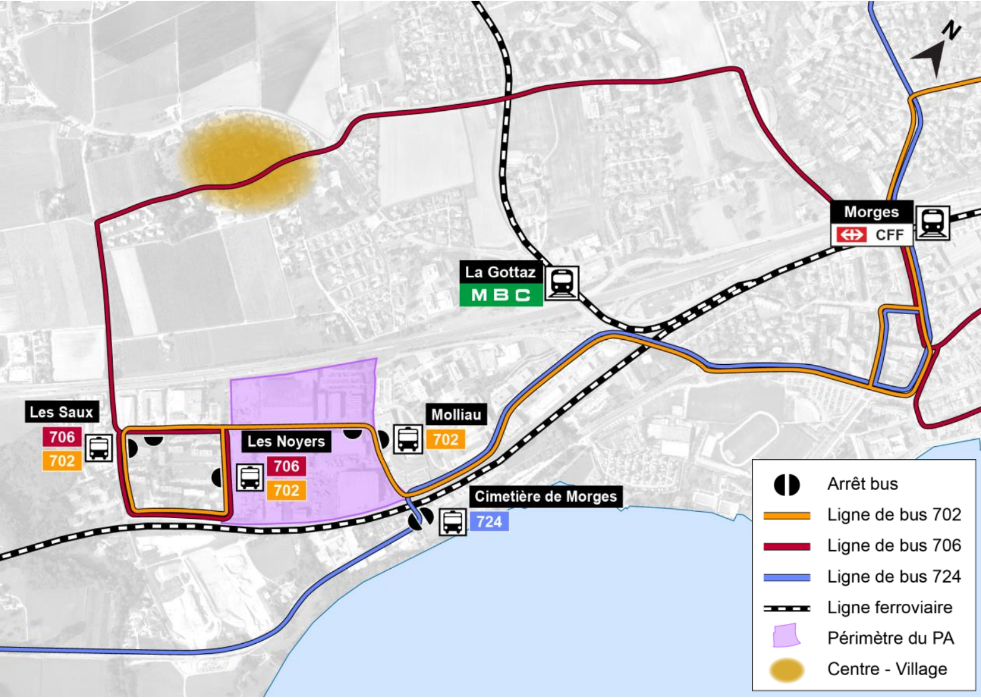 N
Morges
CFF
La Gottaz
MBC
Les Saux
706
702
Les Noyers
706
702
Molliau
702
Cimetière de Morges
724
Arrêt bus
Ligne de bus 702
Ligne de bus 706
Ligne de bus 724
Ligne ferroviaire
Périmètre du PA
Centre - Village